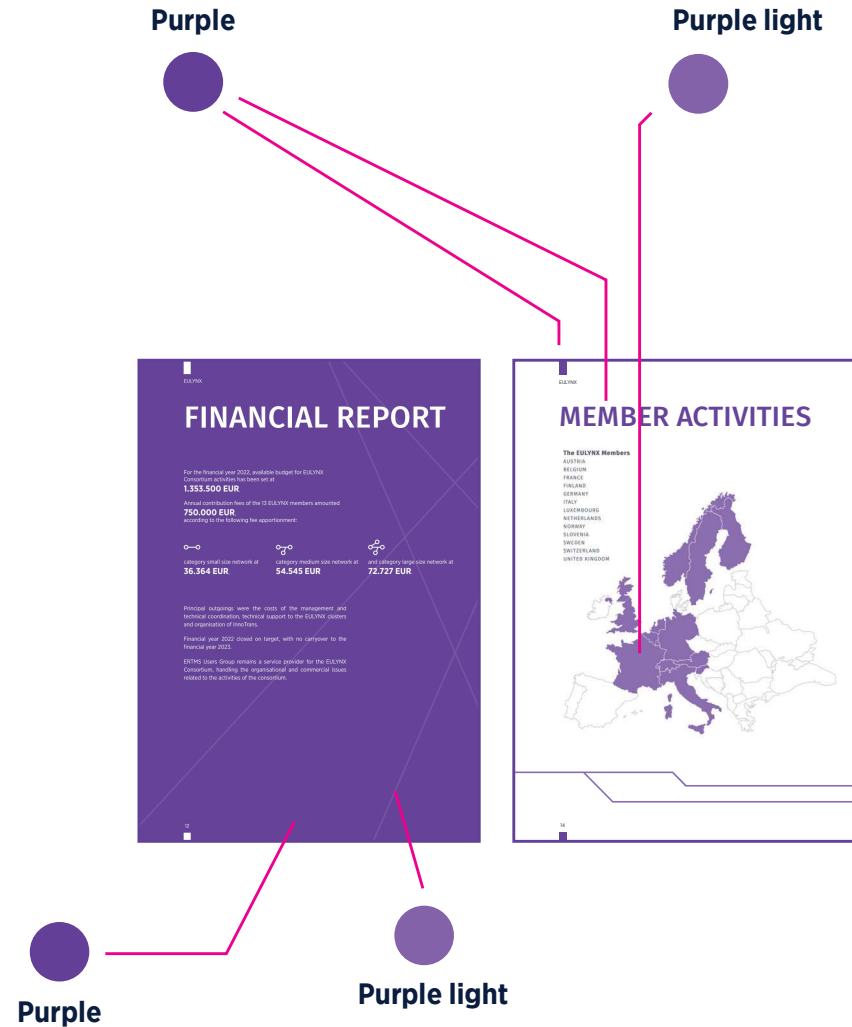 Purple
Purple light
EULYNX
FINANCIAL REPORT
For the financial year 2022, available budget for EULYNX
Consortium activities has been set at
1.353.500 EUR.
Annual contribution fees of the 13 EULYNX members amounted
750.000 EUR,
according to the following fee apportionment:
category small size network at
36.364 EUR
category medium size network at
54.545 EUR
and category large size network at
72.727 EUR.
Principal outgoings were the costs of the management and
technical coordination, technical support to the EULYNX clusters
and organisation of InnoTrans.
Financial year 2022 closed on target, with no carryover to the
financial year 2023.
ERTMS Users Group remains a service provider for the EULYNX
Consortium, handling the organisational and commercial issues
related to the activities of the consortium.
12
EULYNX
MEMBER ACTIVITIES
The EULYNX Members
AUSTRIA
BELGIUM
FRANCE
FINLAND
GERMANY
ITALY
LUXEMBOURG
NETHERLANDS
NORWAY
SLOVENIA
SWEDEN
SWITZERLAND
UNITED KINGDOM
14
Purple
Purple light